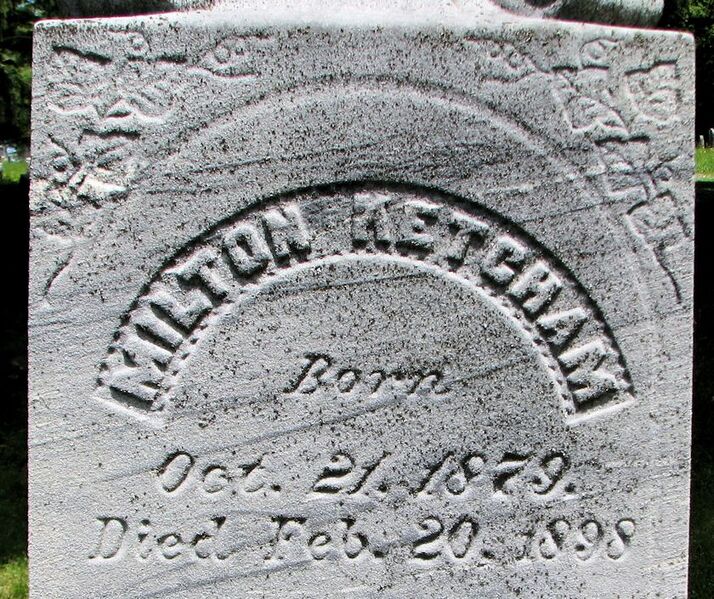 MILTON KETCHAM
Born
Oct. 21. 1879.
Died Feb. 20, 1898